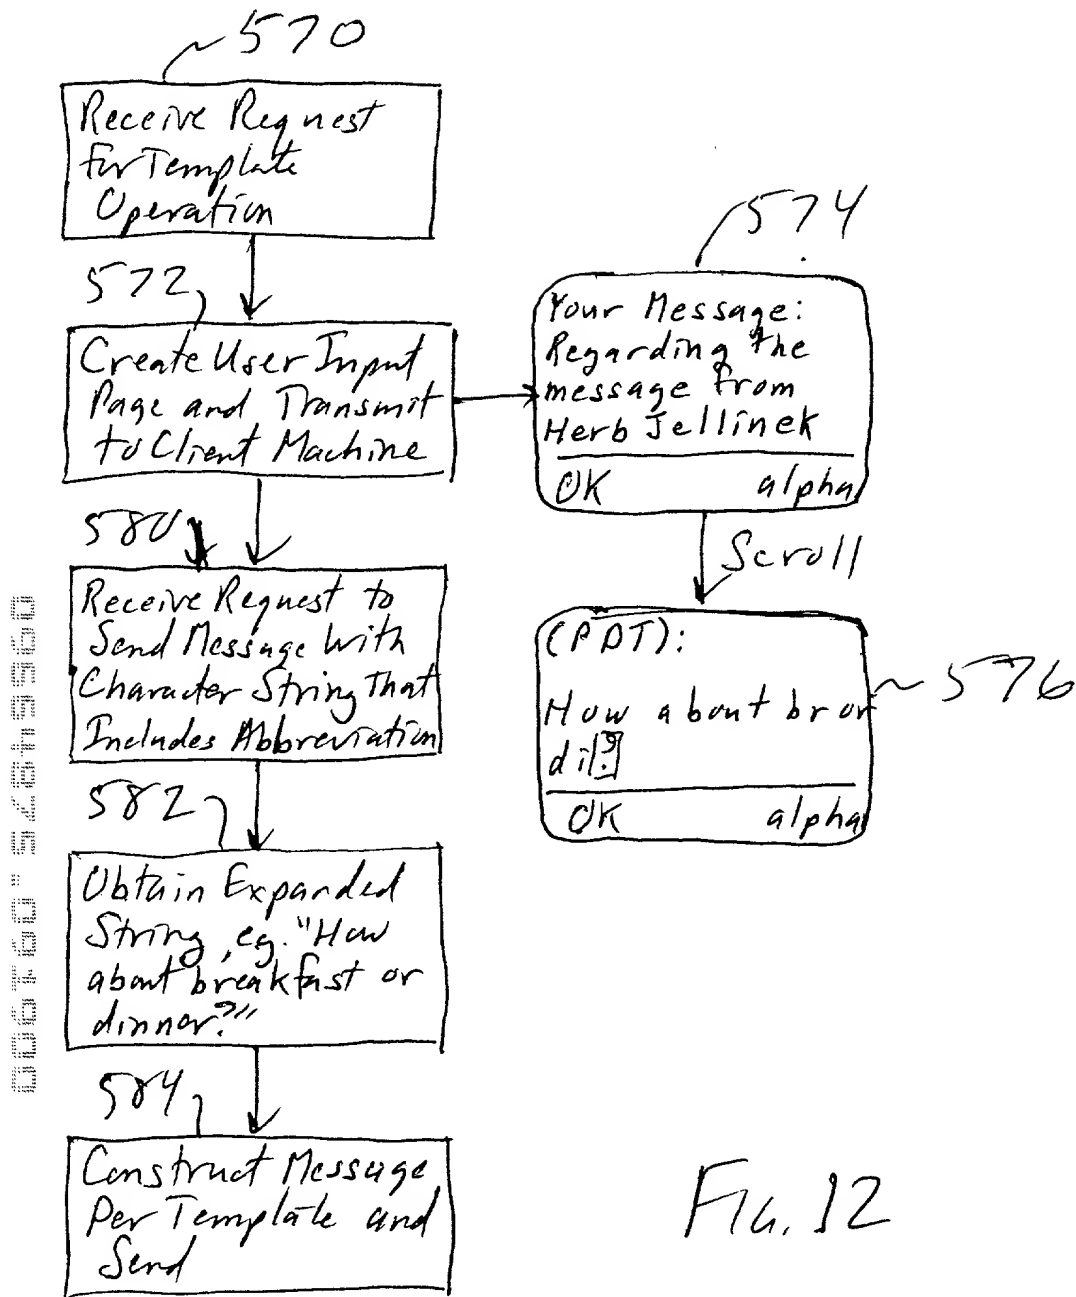 570
Receive Request
for Template
Operation
572
Create User Input
Page and Transmit
to Client Machine
574
Your Message:
Regarding the
message from
Herb Jellinek
OK alpha
Scroll
(PDT):
How about br or
di?
OK alpha
576
580
Receive Request to
Send Message with
Character String That
Includes Abbreviation
582
Obtain Expanded
String, eg. "How
about breakfast or
dinner?"
584
Construct Message
Per Template and
Send
FIG. 12